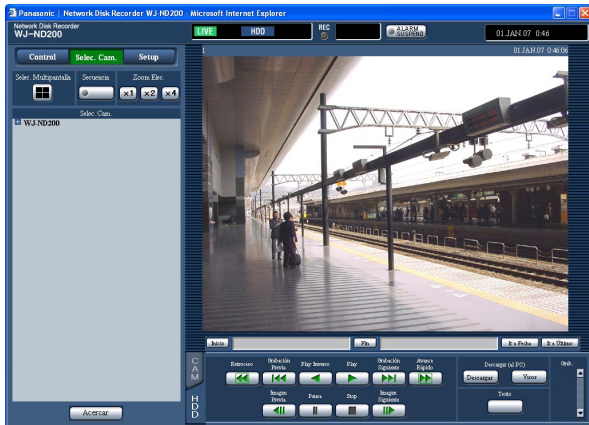 Panasonic | Network Disk Recorder WJ-ND200 - Microsoft Internet Explorer
Network Disk Recorder
WJ-ND200
LIVE HDD REC ALARM SUSPEND 01.JAN.07 0:46
Control Selec. Cam. Setup
1 01.JAN.07 0:46:06
Selec. Multipantalla Secuencia Zoom Elec.
x1 x2 x4
Selec. Cam.
WJ-ND200
Inicio Fin Ir a Fecha Ir a Último
CAM
HDD
Retroceso Grabación Previa Play Inverso Play Grabación Siguiente Avance Rápido
Descargar (al PC) Grab.
Descargar Visor
Imagen Previa Pausa Stop Imagen Siguiente
Texto
Acercar